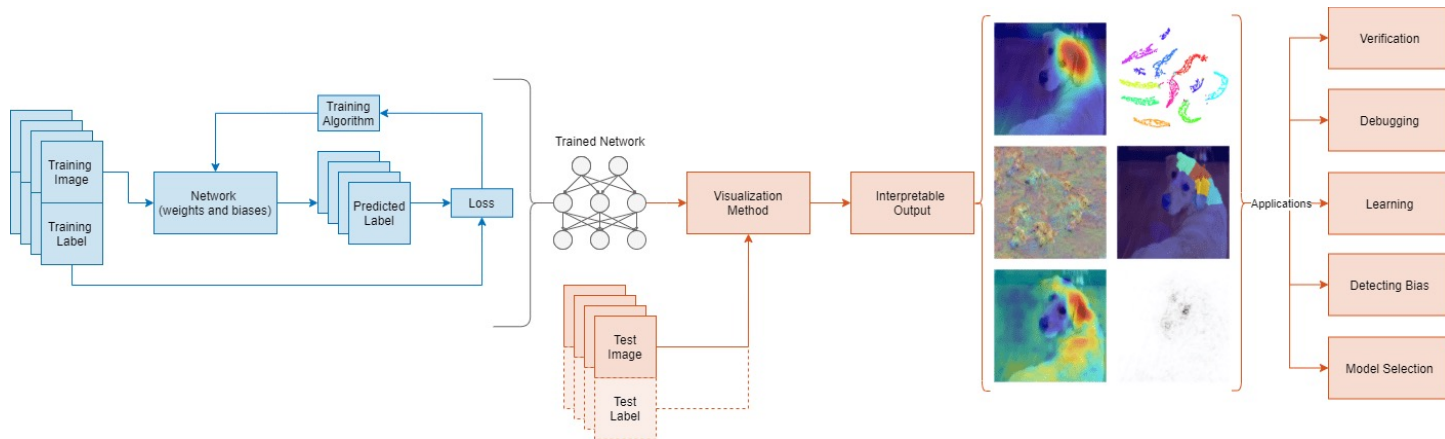 Training
Image
Training
Label
Training
Algorithm
Network
(weights and biases)
Predicted
Label
Loss
Trained Network
Test
Image
Test
Label
Visualization
Method
Interpretable
Output
Applications
Verification
Debugging
Learning
Detecting Bias
Model Selection